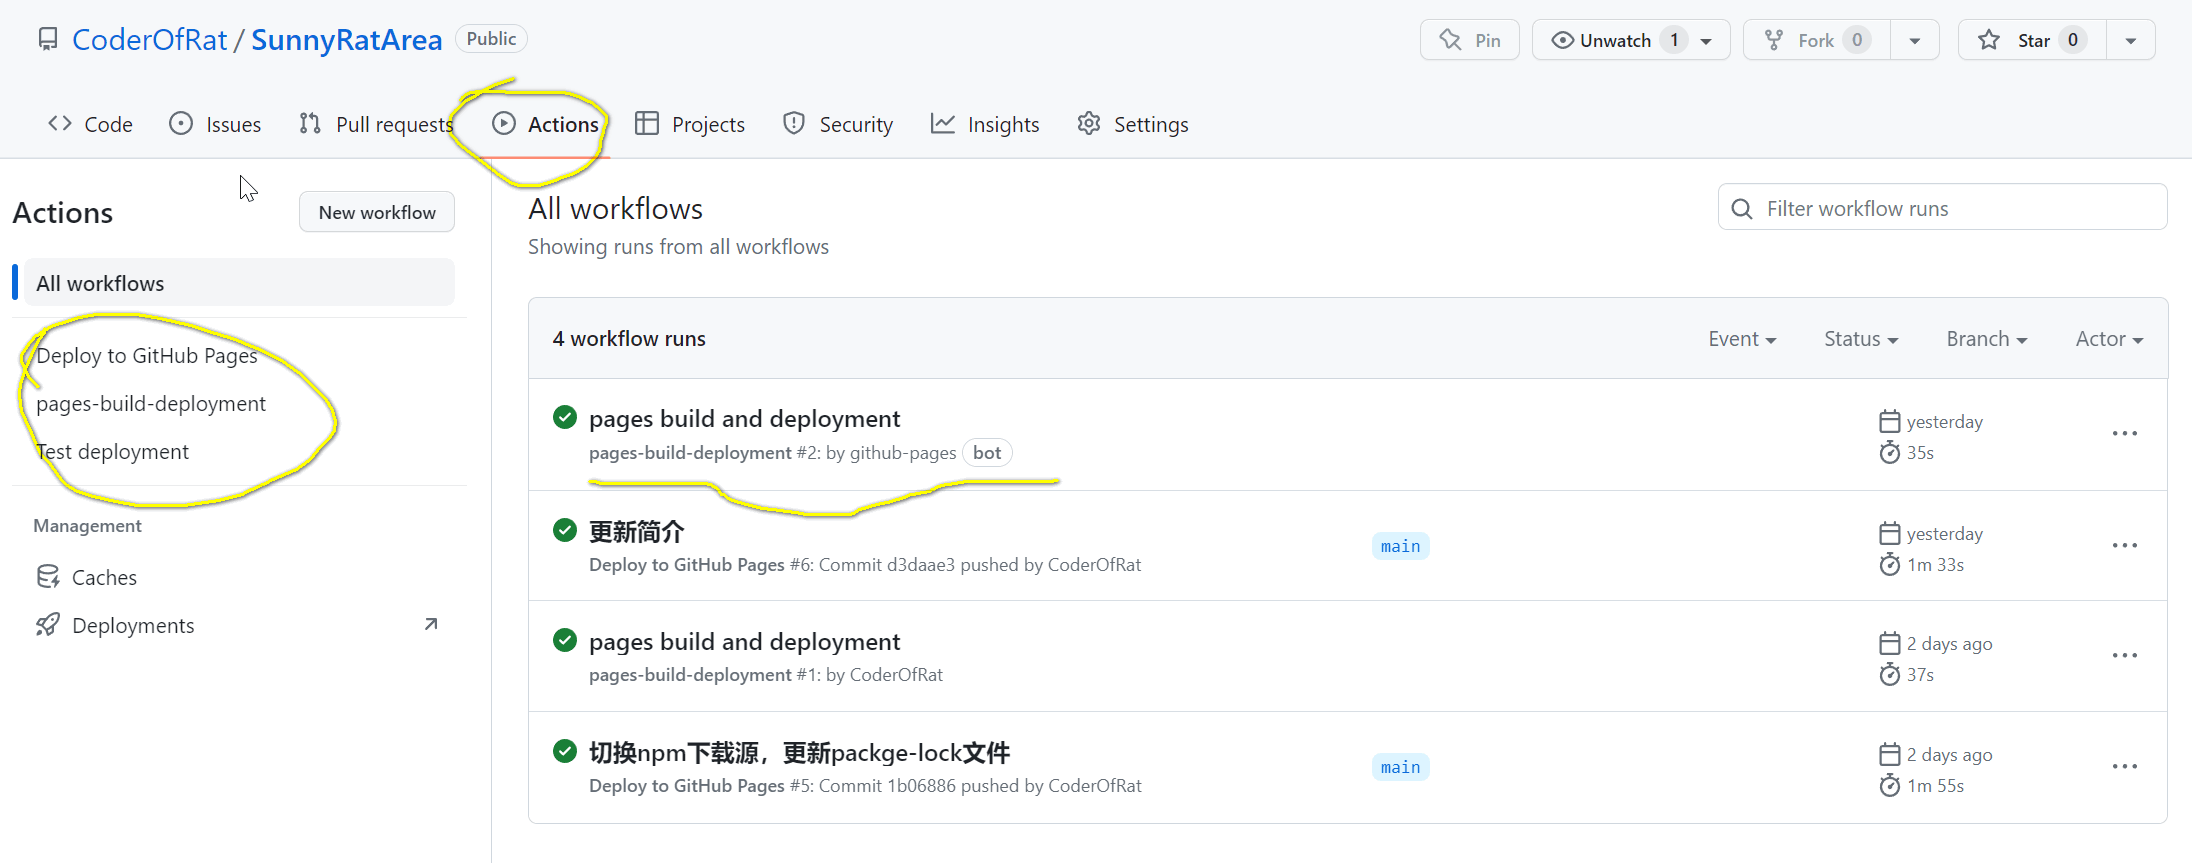 CoderOfRat / SunnyRatArea Public
Pin Unwatch 1 Fork 0 Star 0
Code Issues Pull requests Actions Projects Security Insights Settings
Actions
New workflow
All workflows
Deploy to GitHub Pages
pages-build-deployment
Test deployment
Management
Caches
Deployments
All workflows
Showing runs from all workflows
Filter workflow runs
4 workflow runs
Event Status Branch Actor
pages build and deployment
pages-build-deployment #2: by github-pages bot
yesterday
35s
更新简介
Deploy to GitHub Pages #6: Commit d3daae3 pushed by CoderOfRat
main
yesterday
1m 33s
pages build and deployment
pages-build-deployment #1: by CoderOfRat
2 days ago
37s
切换npm下载源，更新packge-lock文件
Deploy to GitHub Pages #5: Commit 1b06886 pushed by CoderOfRat
main
2 days ago
1m 55s